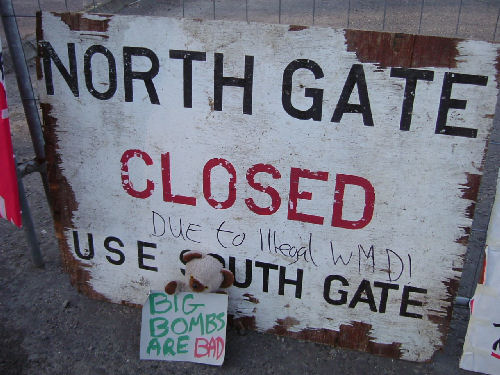 NORTH GATE
CLOSED
DUE to Illegal WMD!
USE SOUTH GATE
BIG
BOMBS
ARE BAD